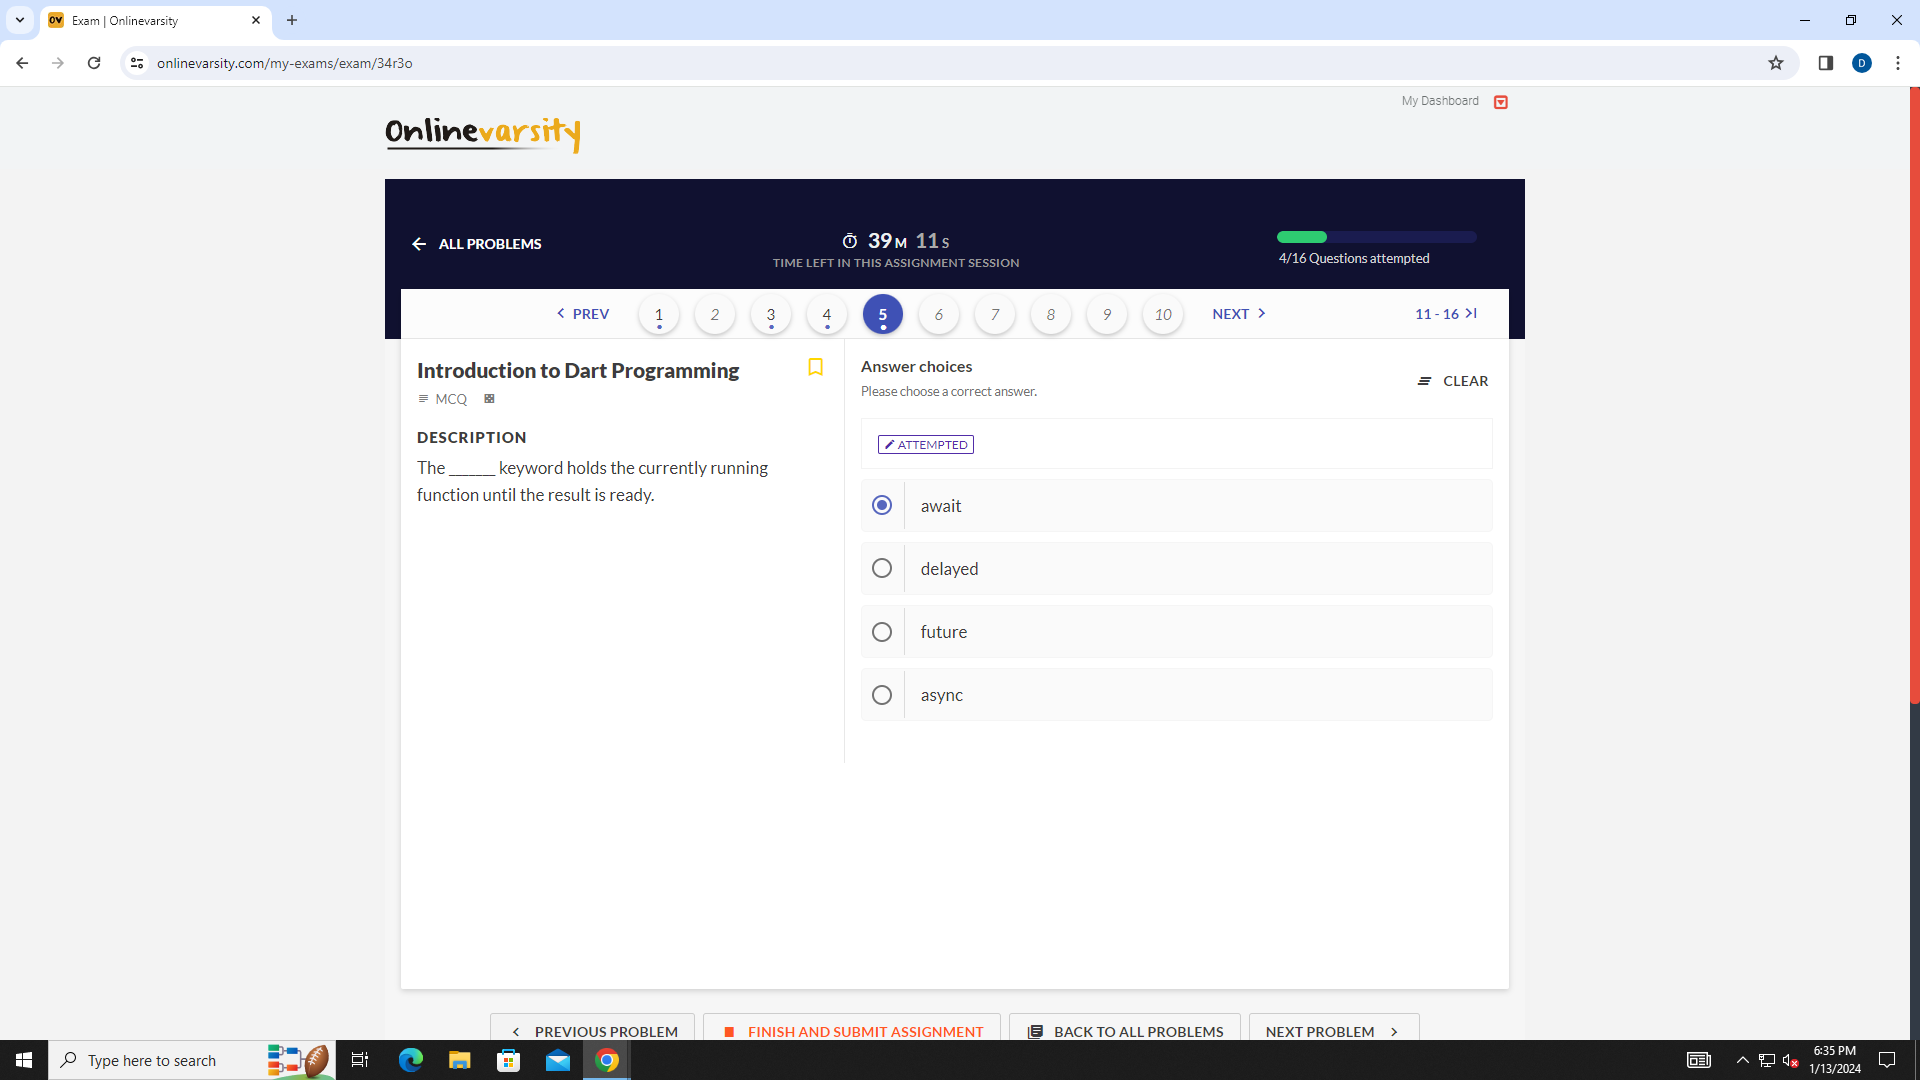 Exam | Onlinevarsity
onlinevarsity.com/my-exams/exam/34r3o
D
My Dashboard
Onlinevarsity
ALL PROBLEMS
39 M 11 S
TIME LEFT IN THIS ASSIGNMENT SESSION
4/16 Questions attempted
PREV 1 2 3 4 5 6 7 8 9 10 NEXT 11 - 16
Introduction to Dart Programming
MCQ
DESCRIPTION
The ______ keyword holds the currently running
function until the result is ready.
Answer choices
Please choose a correct answer.
CLEAR
ATTEMPTED
await
delayed
future
async
PREVIOUS PROBLEM
FINISH AND SUBMIT ASSIGNMENT
BACK TO ALL PROBLEMS
NEXT PROBLEM
Type here to search
6:35 PM
1/13/2024